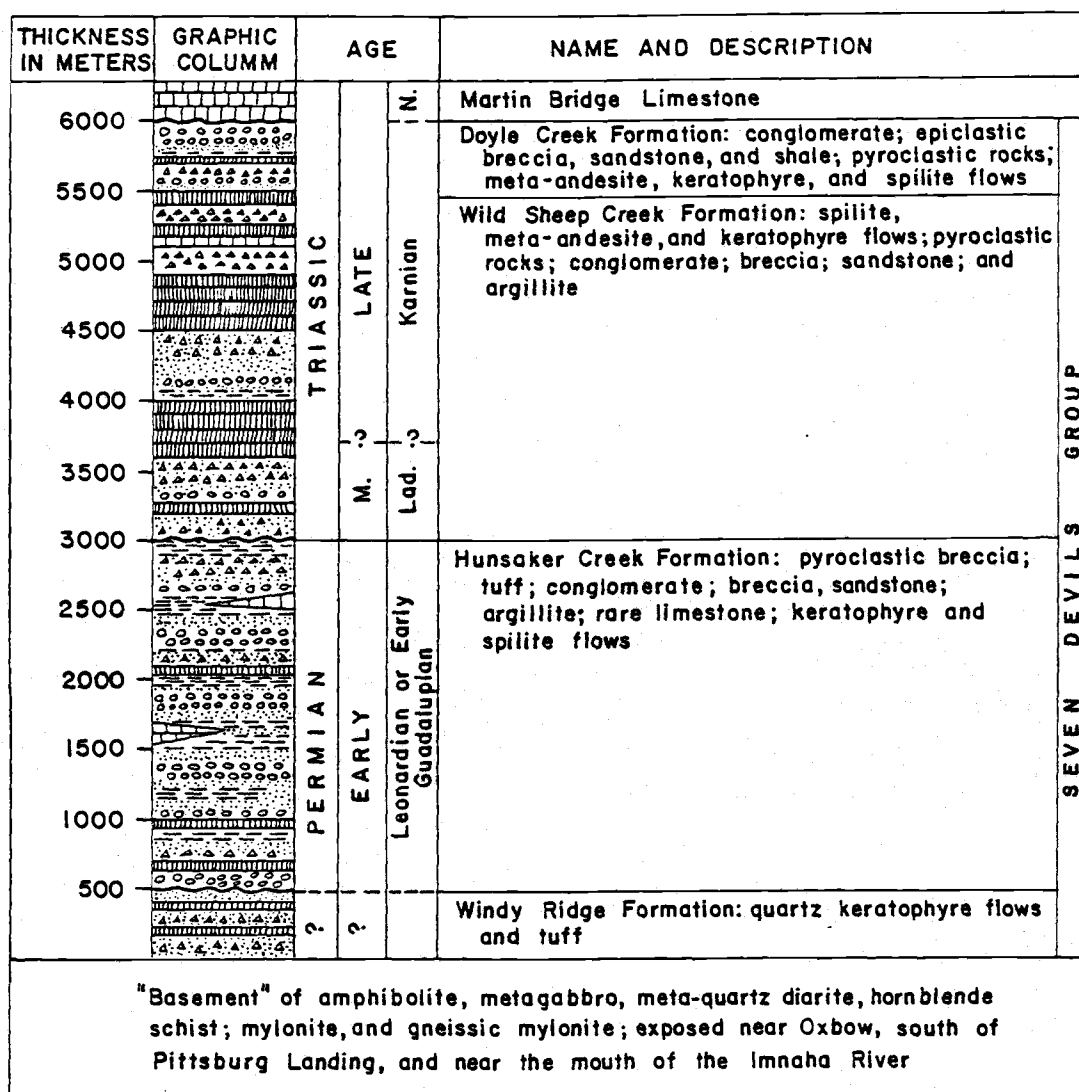 THICKNESS IN METERS
GRAPHIC COLUMM
AGE
NAME AND DESCRIPTION
6000
5500
5000
4500
4000
3500
3000
2500
2000
1500
1000
500
TRIASSIC
PERMIAN
?
LATE
?
M.
EARLY
?
N.
Karnian
?
Lad.
Leonardian or Early
Guadaluplan
Martin Bridge Limestone
Doyle Creek Formation: conglomerate; epiclastic
breccia, sandstone, and shale; pyroclastic rocks;
meta-andesite, keratophyre, and spilite flows
Wild Sheep Creek Formation: spilite,
meta-andesite, and keratophyre flows; pyroclastic
rocks; conglomerate; breccia; sandstone; and
argillite
Hunsaker Creek Formation: pyroclastic breccia;
tuff; conglomerate; breccia, sandstone;
argillite; rare limestone; keratophyre and
spilite flows
Windy Ridge Formation: quartz keratophyre flows
and tuff
SEVEN DEVILS GROUP
"Basement" of amphibolite, metagabbro, meta-quartz diarite, hornblende
schist; mylonite, and gneissic mylonite; exposed near Oxbow, south of
Pittsburg Landing, and near the mouth of the Imnaha River